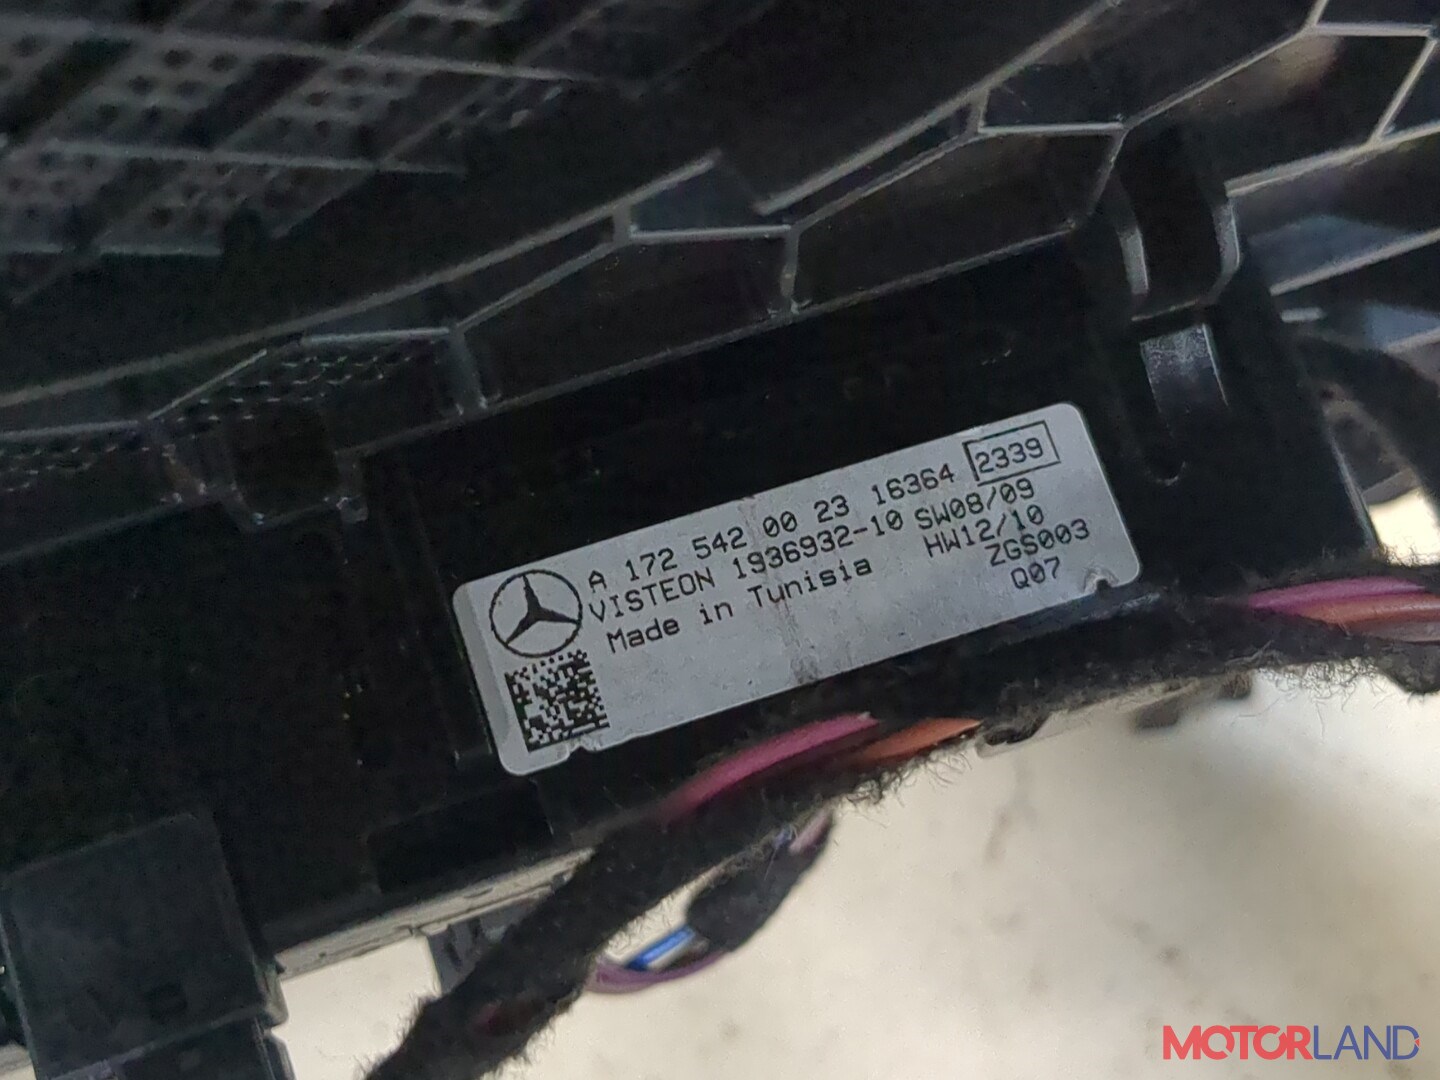 A 172 542 00 23 16364 2339
VISTEON 1936932-10 SW08/09
Made in Tunisia HW12/10
ZGS003
Q07
MOTORLAND